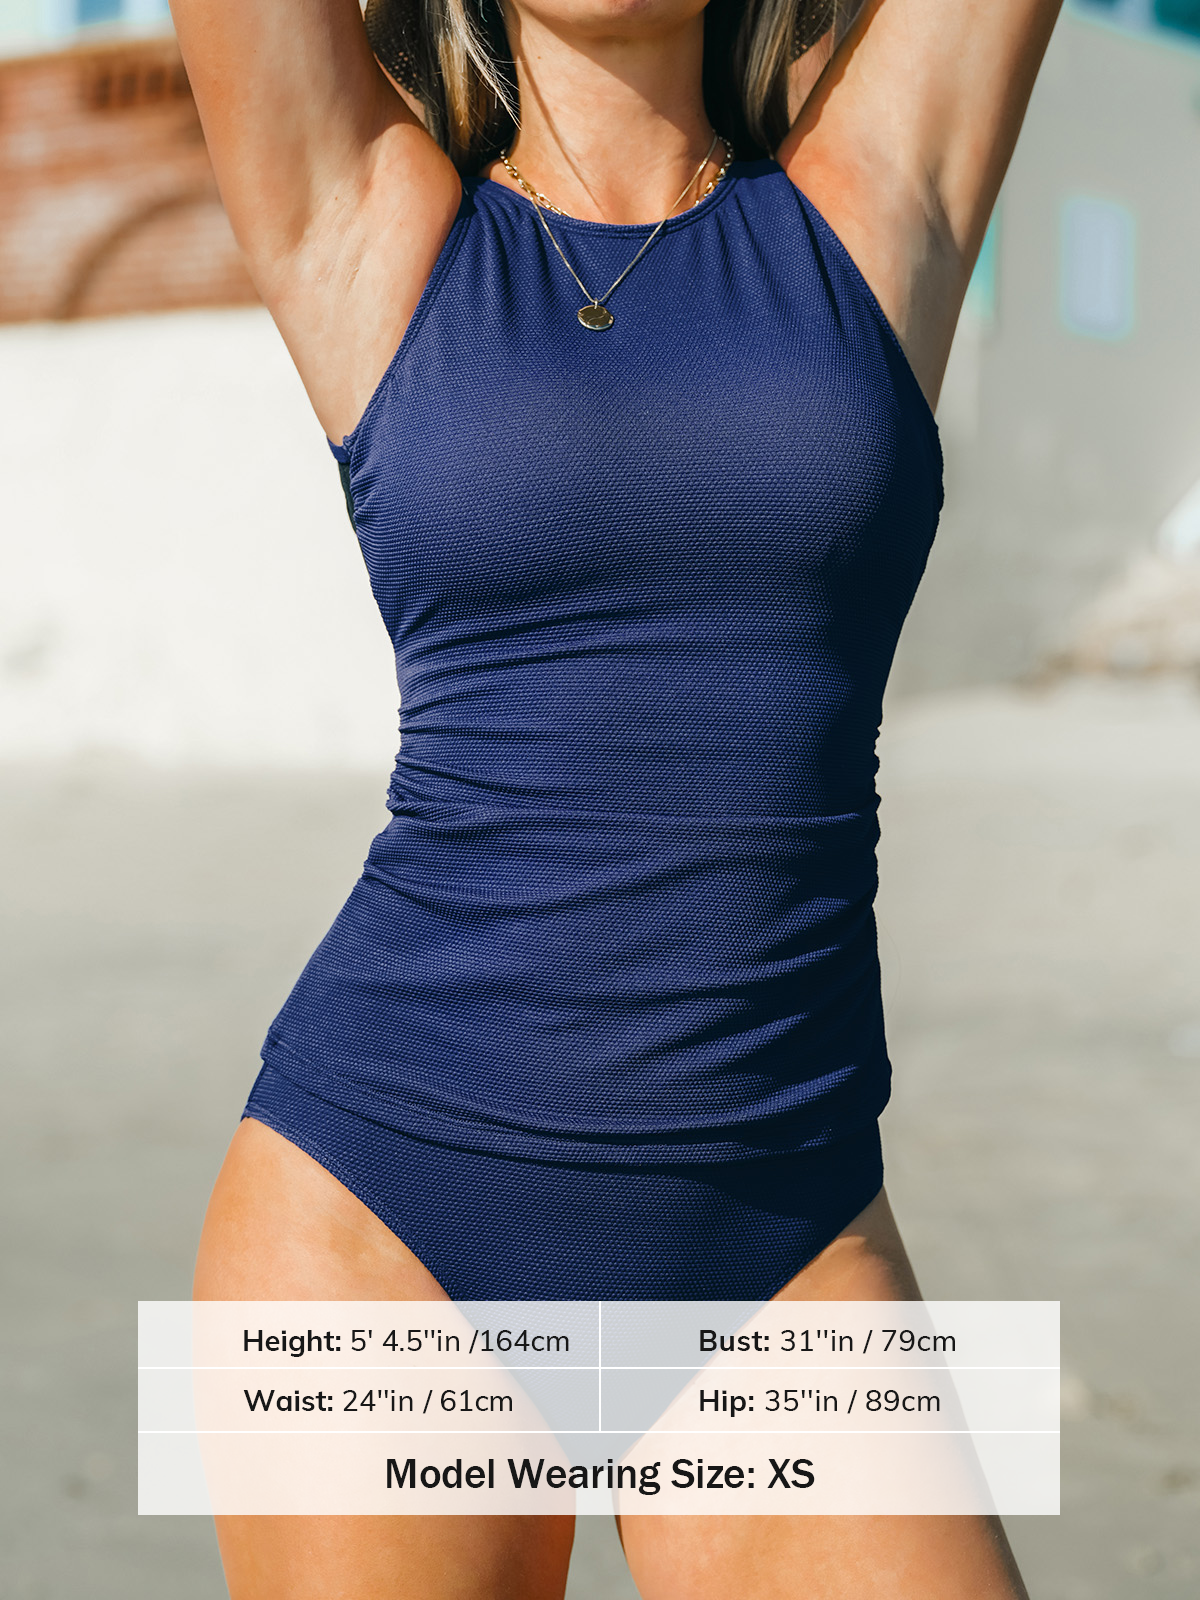 Height: 5' 4.5''in /164cm
Bust: 31''in / 79cm
Waist: 24''in / 61cm
Hip: 35''in / 89cm
Model Wearing Size: XS